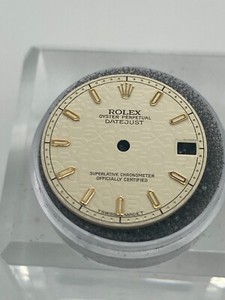 ROLEX
OYSTER PERPETUAL
DATEJUST
SUPERLATIVE CHRONOMETER
OFFICIALLY CERTIFIED